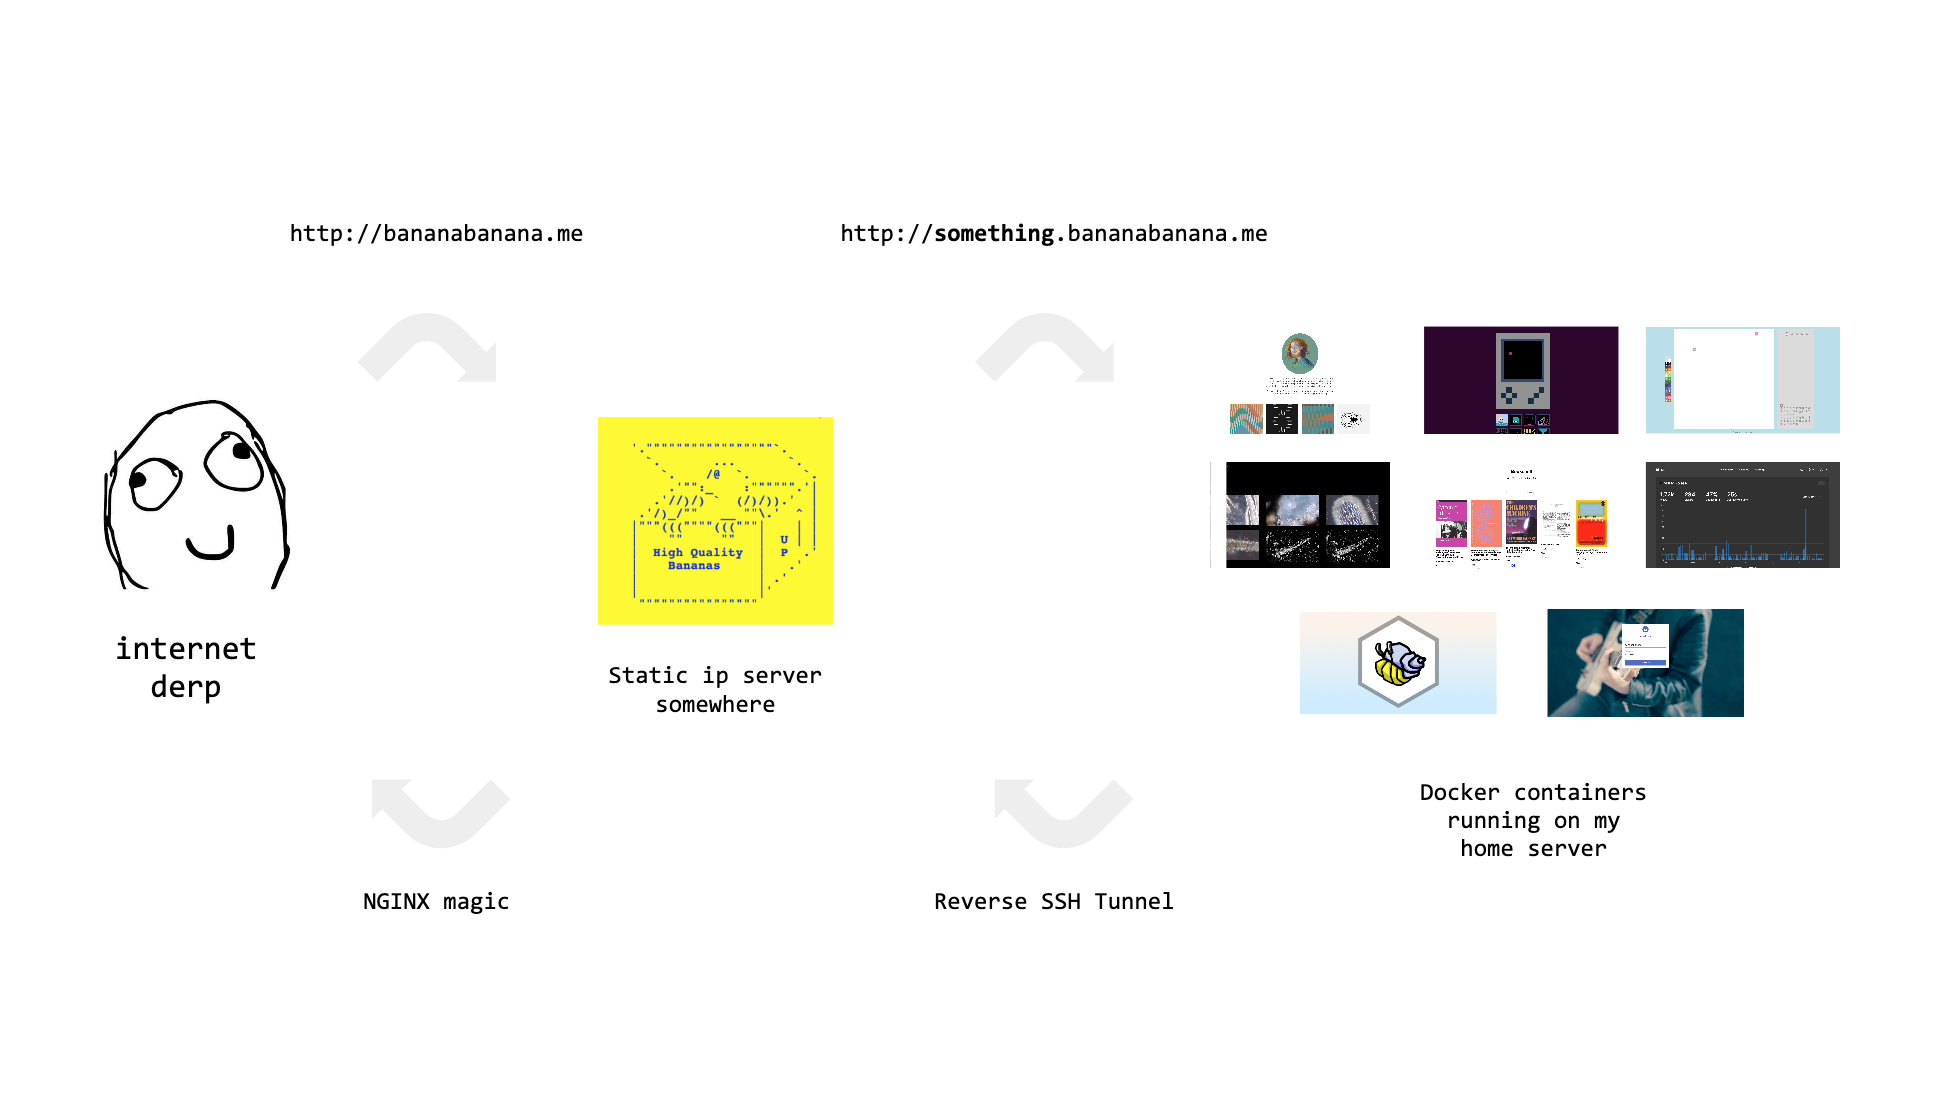 http://bananabanana.me
http://something.bananabanana.me
High Quality
Bananas
U
P
internet
derp
Static ip server
somewhere
Docker containers
running on my
home server
NGINX magic
Reverse SSH Tunnel